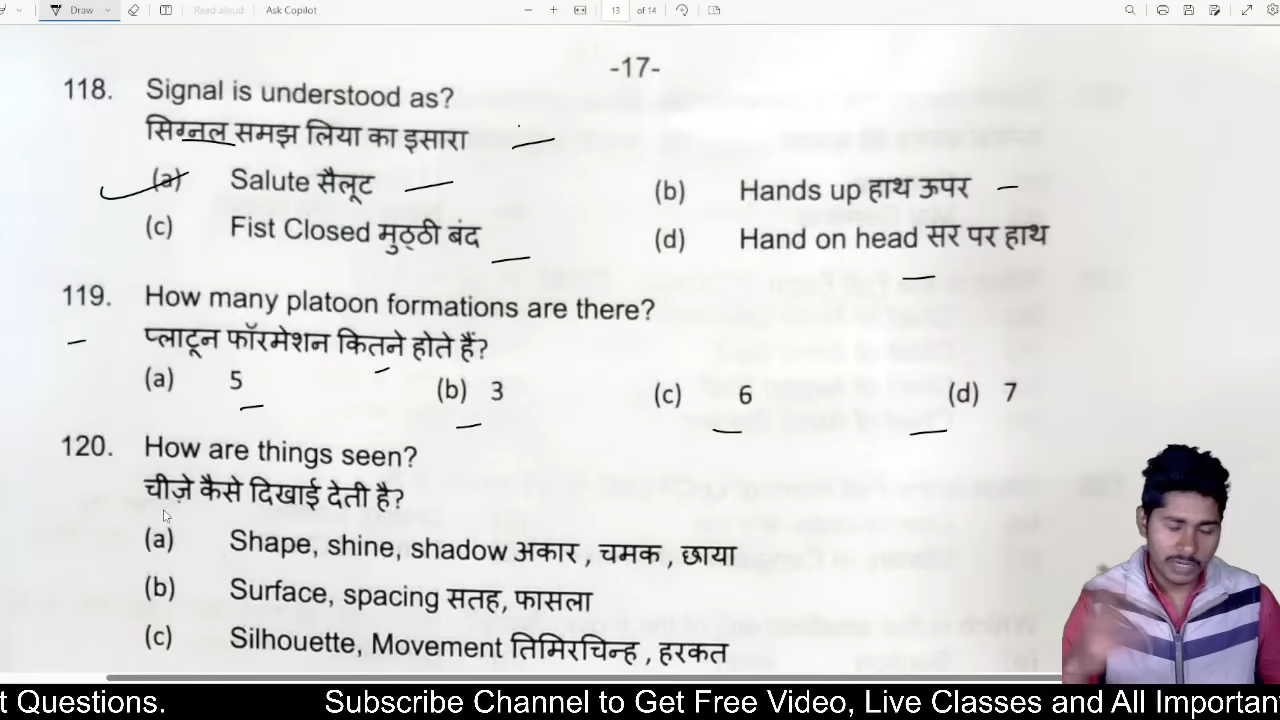 Draw
Read aloud
Ask Copilot
13 of 14
-17-
118. Signal is understood as?
सिग्नल समझ लिया का इसारा
(a) Salute सैलूट (b) Hands up हाथ ऊपर
(c) Fist Closed मुठ्ठी बंद (d) Hand on head सर पर हाथ
119. How many platoon formations are there?
प्लाटून फॉरमेशन कितने होते हैं?
(a) 5 (b) 3 (c) 6 (d) 7
120. How are things seen?
चीज़े कैसे दिखाई देती है?
(a) Shape, shine, shadow अकार , चमक , छाया
(b) Surface, spacing सतह, फासला
(c) Silhouette, Movement तिमिरचिन्ह , हरकत
t Questions. Subscribe Channel to Get Free Video, Live Classes and All Importan